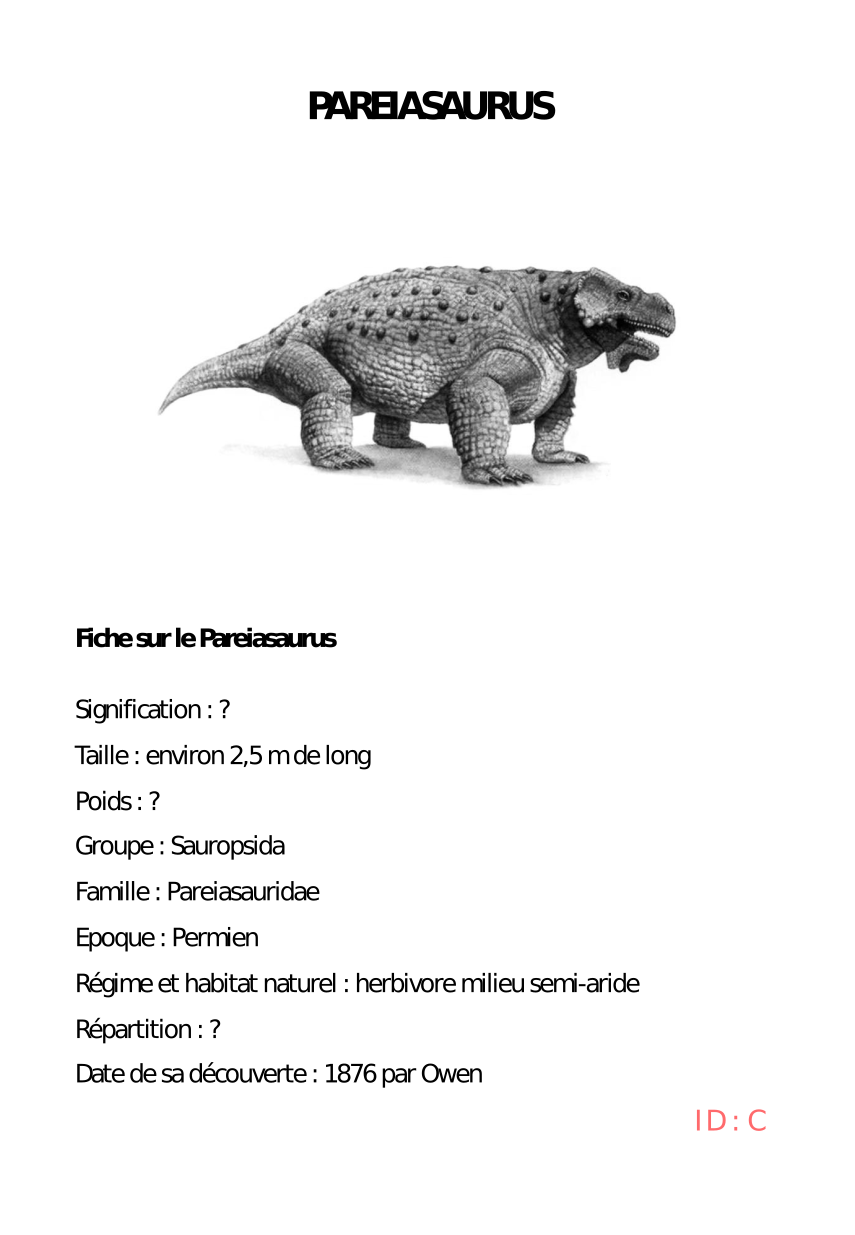 PAREIASAURUS
Fiche sur le Pareiasaurus
Signification : ?
Taille : environ 2,5 m de long
Poids : ?
Groupe : Sauropsida
Famille : Pareiasauridae
Epoque : Permien
Régime et habitat naturel : herbivore milieu semi-aride
Répartition : ?
Date de sa découverte : 1876 par Owen
ID : C